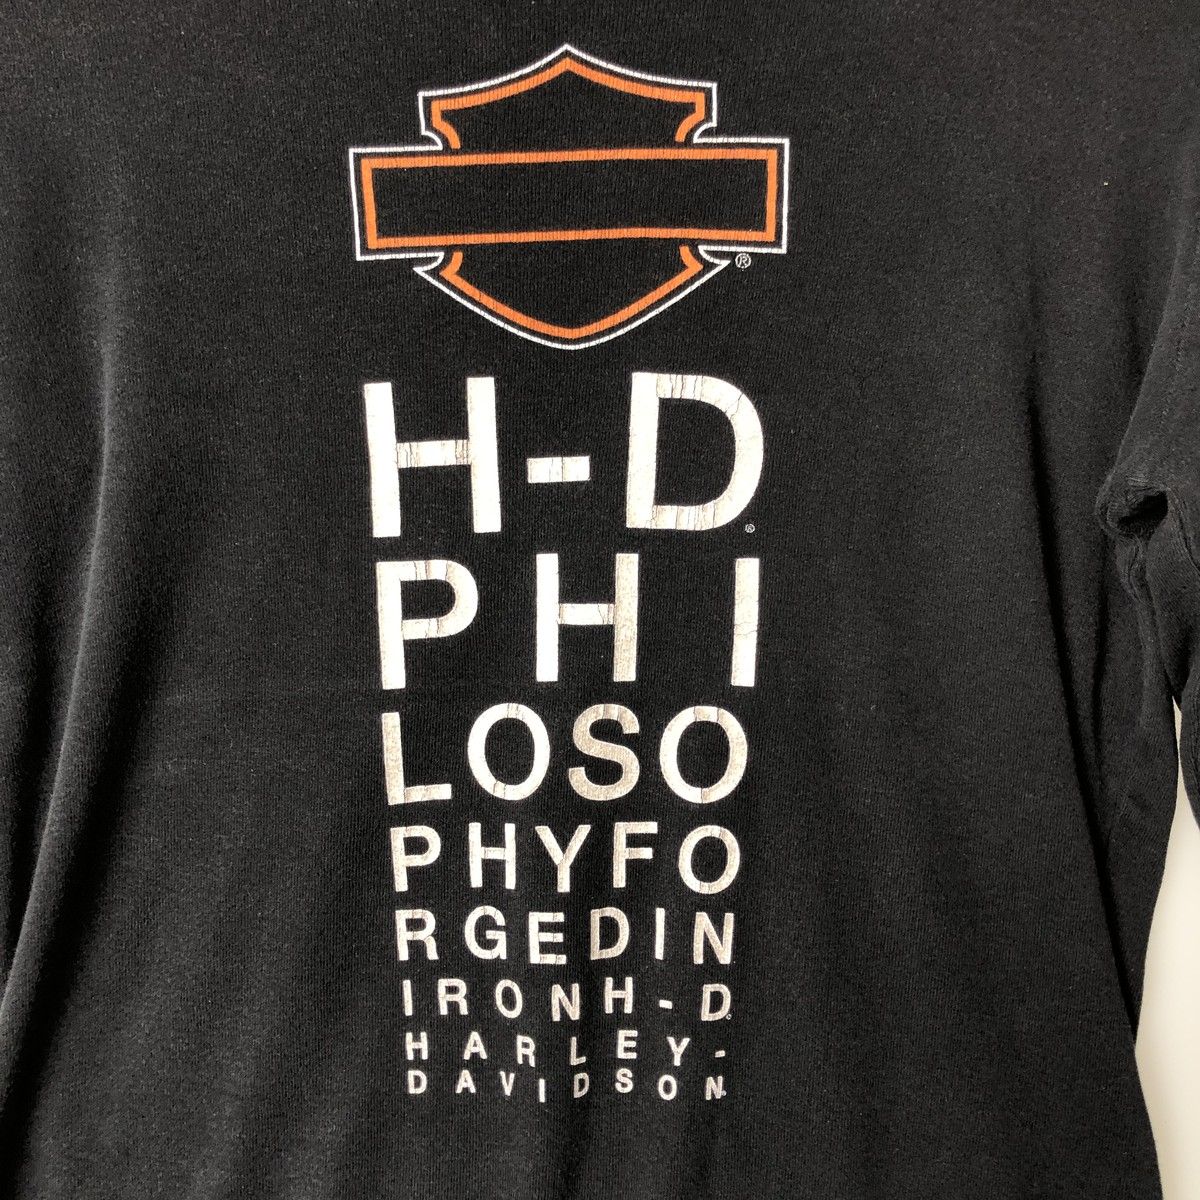 ®
H-D®
PHI
LOSO
PHYFO
RGEDIN
IRONH-D
HARLEY-
DAVIDSON